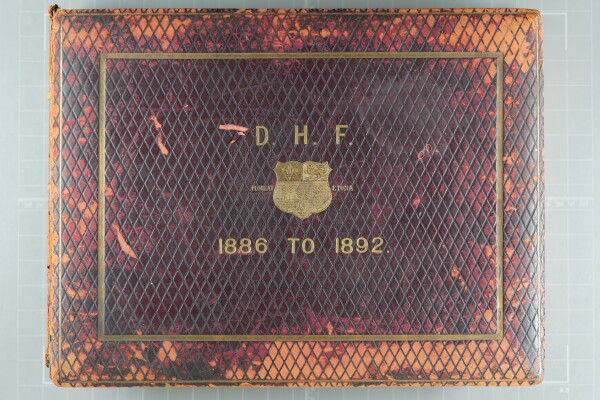 D. H. F.
FLOREAT ETONA
1886 TO 1892.